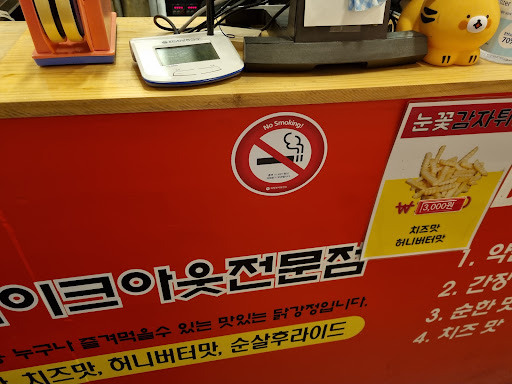 No Smoking!
눈꽃감자튀
₩3,000원
치즈맛
허니버터맛
이크아웃전문점
누구나 즐겨먹을수 있는 맛있는 닭강정입니다.
치즈맛, 허니버터맛, 순살후라이드
1.
2. 간장
3. 순한 맛
4. 치즈 맛